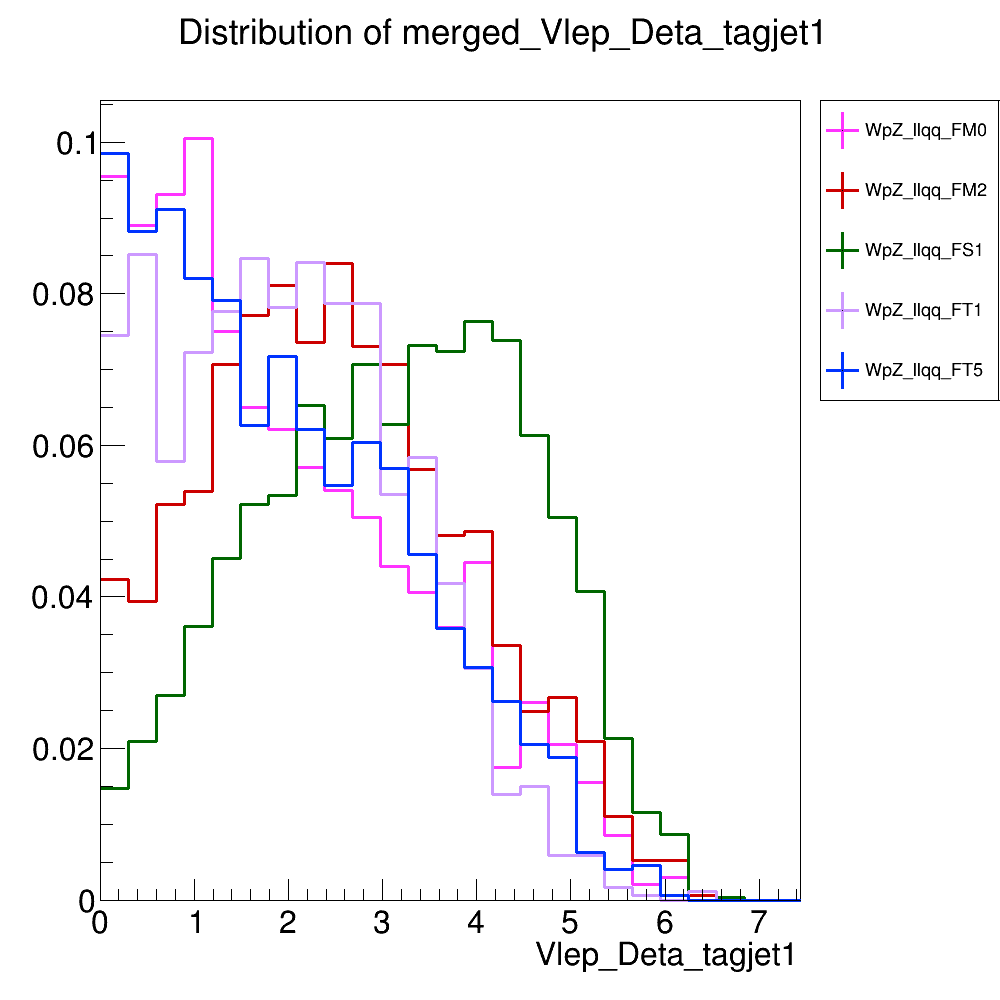 Distribution of merged_Vlep_Deta_tagjet1
0.1
0.08
0.06
0.04
0.02
0
0 1 2 3 4 5 6 7
Vlep_Deta_tagjet1
WpZ_llqq_FM0
WpZ_llqq_FM2
WpZ_llqq_FS1
WpZ_llqq_FT1
WpZ_llqq_FT5